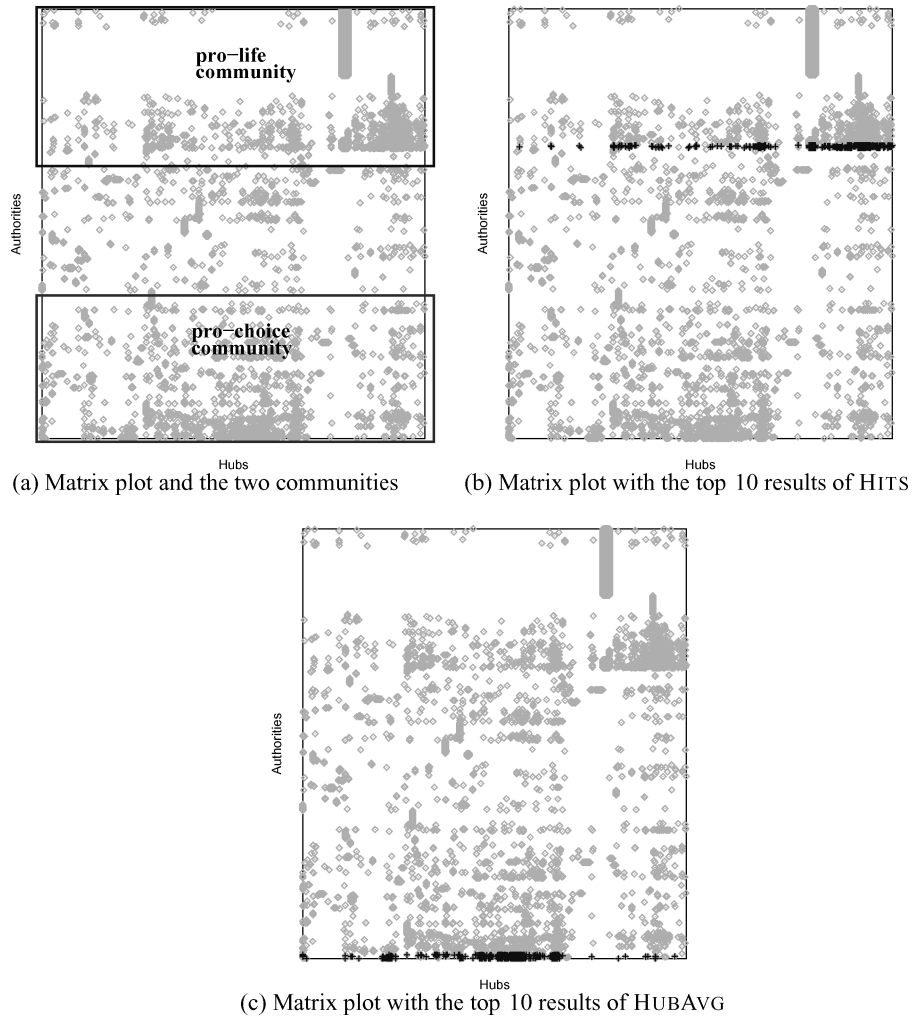 pro−life
community
Authorities
pro−choice
community
Hubs
(a) Matrix plot and the two communities
Authorities
Hubs
(b) Matrix plot with the top 10 results of HITS
Authorities
Hubs
(c) Matrix plot with the top 10 results of HUBAVG